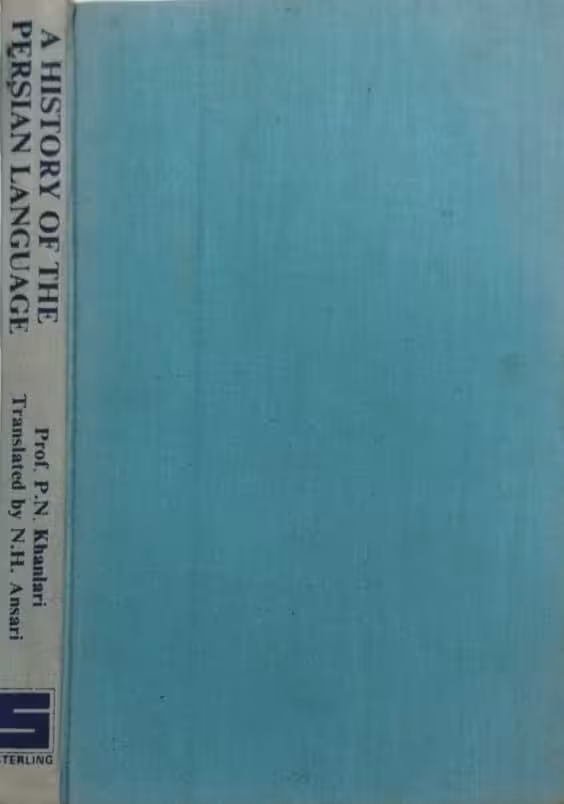 A HISTORY OF THE
PERSIAN LANGUAGE
Prof. P.N. Khanlari
Translated by N.H. Ansari
STERLING